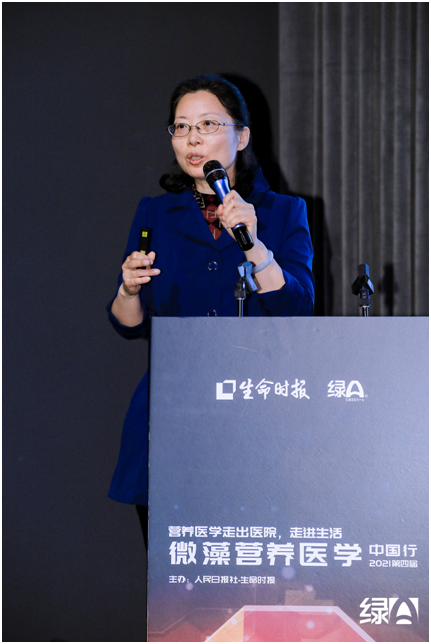 生命时报 绿A
营养医学走出医院，走进生活
微藻营养医学 中国行
2021第四届
主办：人民日报社-生命时报
绿A